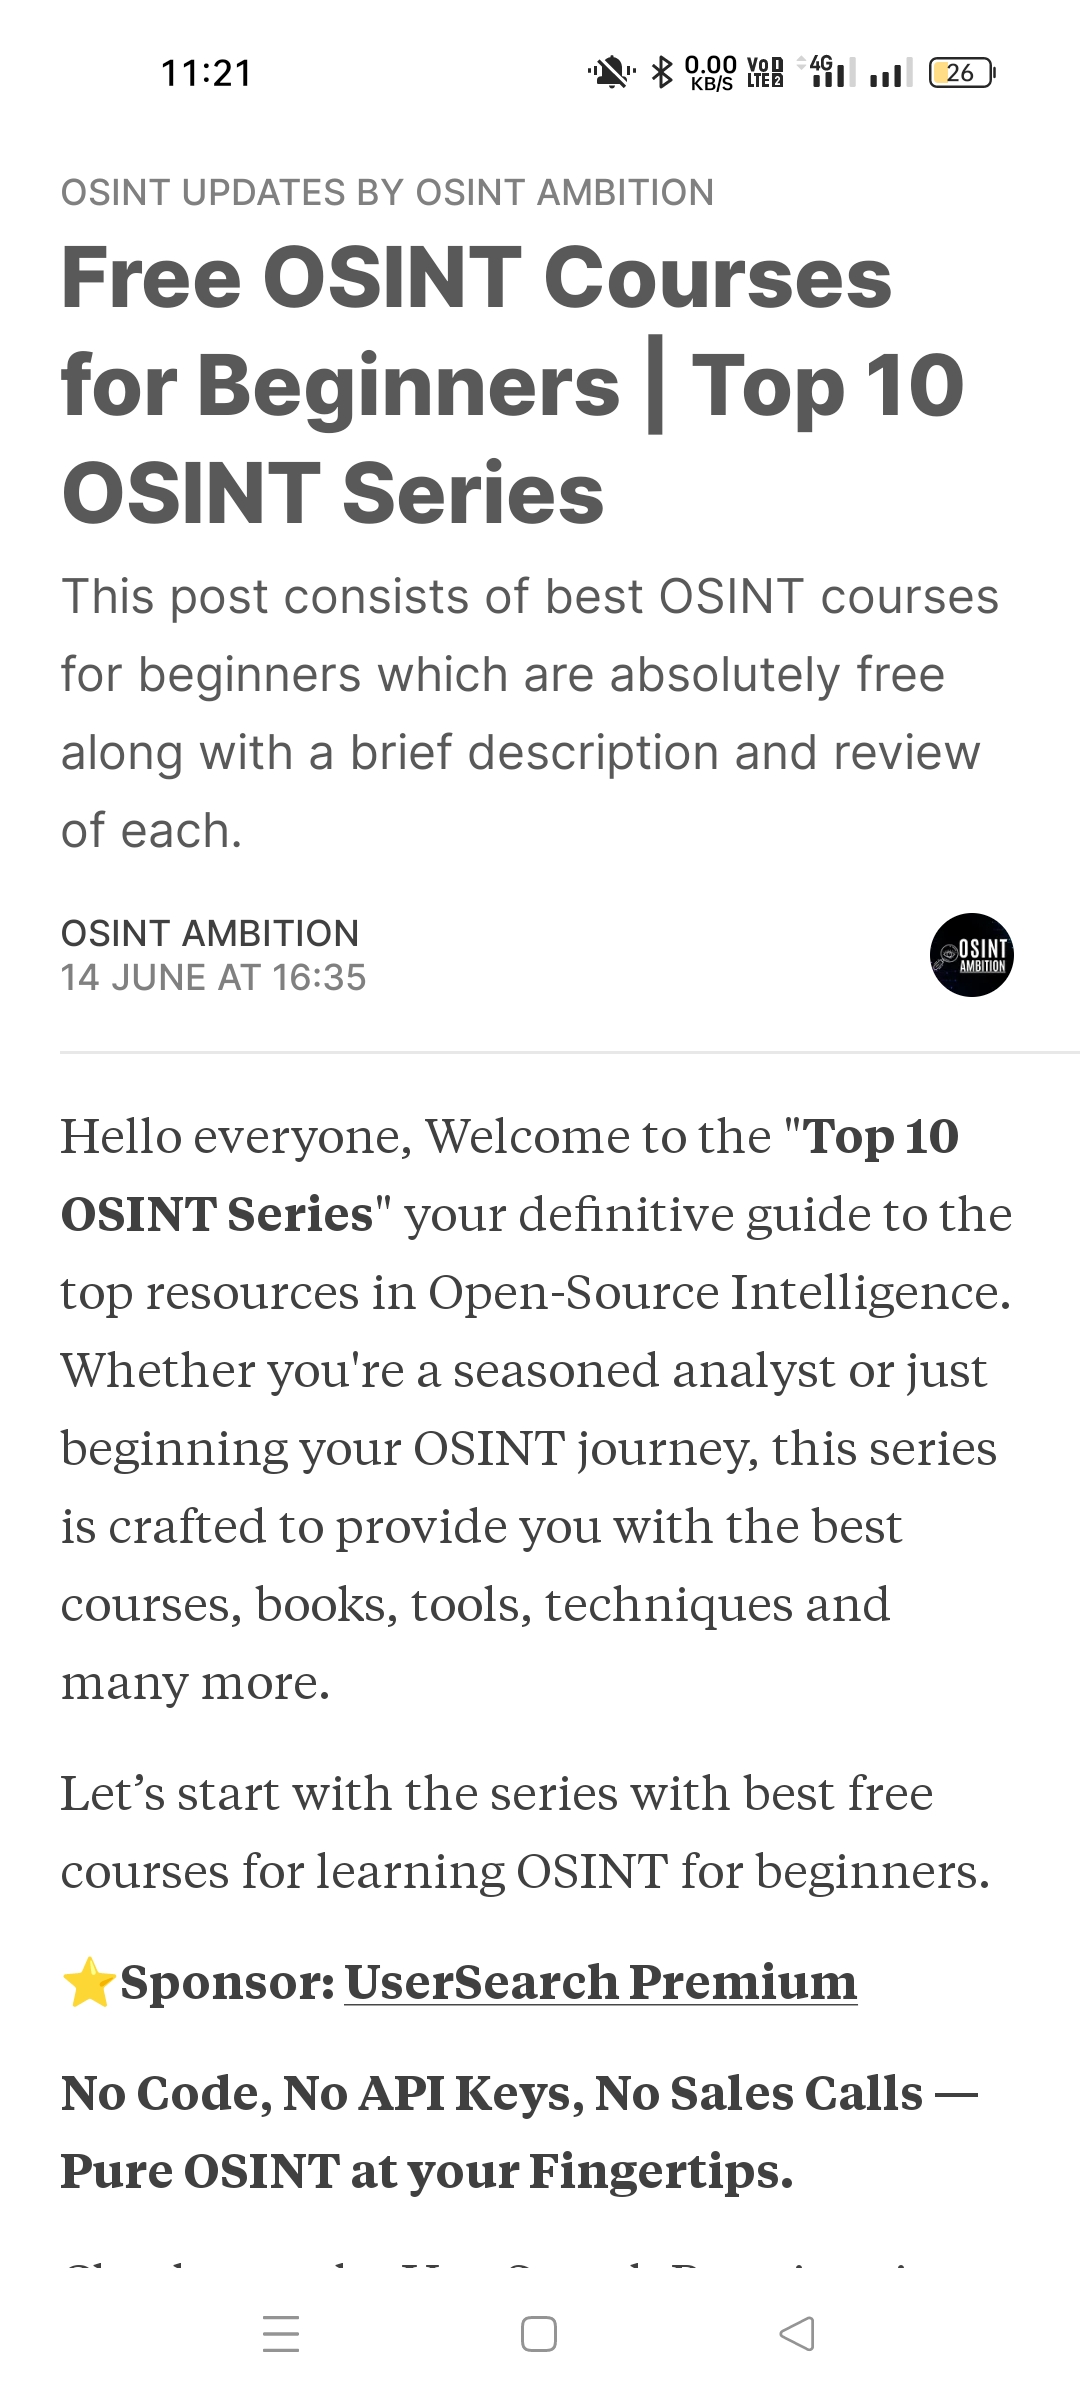 11:21
0.00
KB/S
Vo 1
LTE 2
4G
26
OSINT UPDATES BY OSINT AMBITION
Free OSINT Courses
for Beginners | Top 10
OSINT Series
This post consists of best OSINT courses
for beginners which are absolutely free
along with a brief description and review
of each.
OSINT AMBITION
14 JUNE AT 16:35
OSINT
AMBITION
Hello everyone, Welcome to the "Top 10
OSINT Series" your definitive guide to the
top resources in Open-Source Intelligence.
Whether you're a seasoned analyst or just
beginning your OSINT journey, this series
is crafted to provide you with the best
courses, books, tools, techniques and
many more.
Let’s start with the series with best free
courses for learning OSINT for beginners.
⭐Sponsor: UserSearch Premium
No Code, No API Keys, No Sales Calls —
Pure OSINT at your Fingertips.